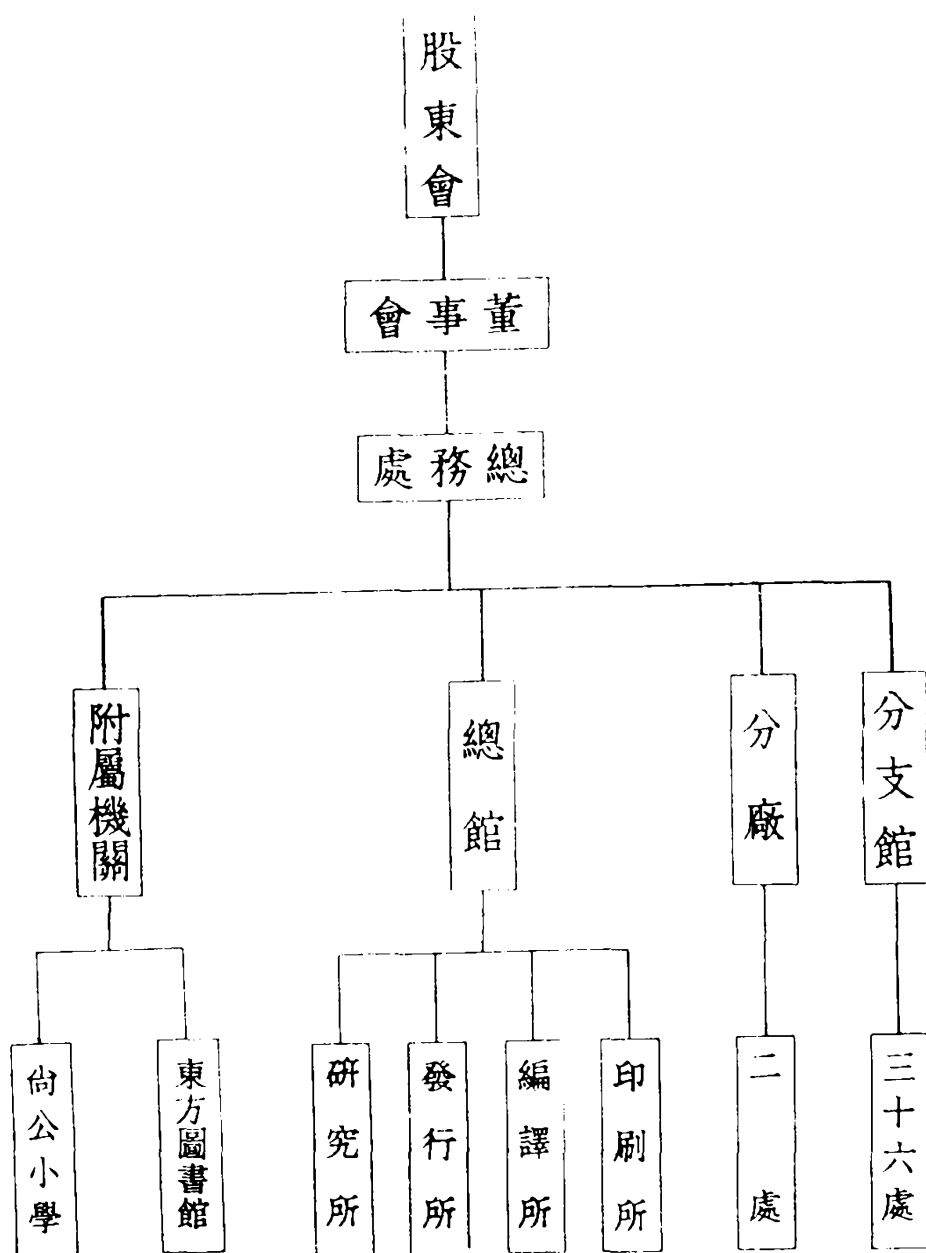 股東會
董事會
總務處
分支館
分廠
總館
附屬機關
三十六處
二處
印刷所
編譯所
發行所
研究所
東方圖書館
尚公小學